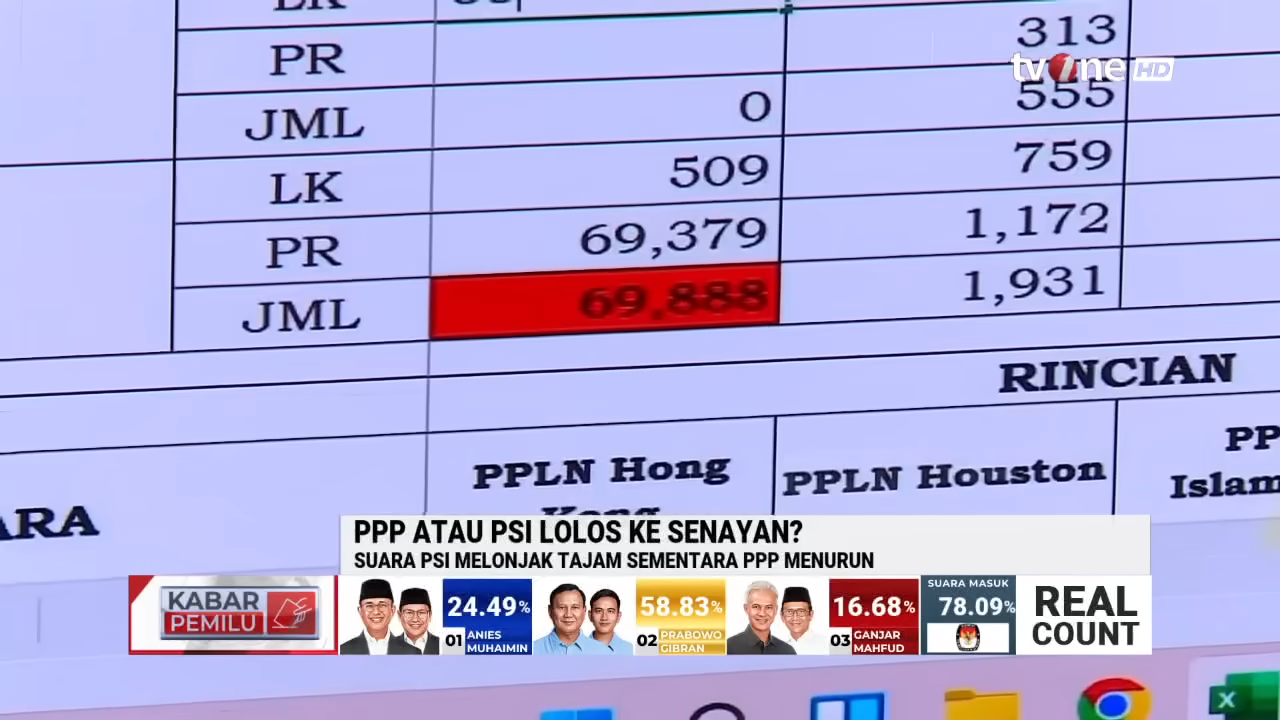 LK
PR 313
tvOne HD
JML 0 555
LK 509 759
PR 69,379 1,172
JML 69,888 1,931
RINCIAN
PPLN Hong Kong PPLN Houston
Islam
ARA
PPP ATAU PSI LOLOS KE SENAYAN?
SUARA PSI MELONJAK TAJAM SEMENTARA PPP MENURUN
KABAR PEMILU
24.49%
01 ANIES MUHAIMIN
58.83%
02 PRABOWO GIBRAN
16.68%
03 GANJAR MAHFUD
SUARA MASUK
78.09%
REAL COUNT